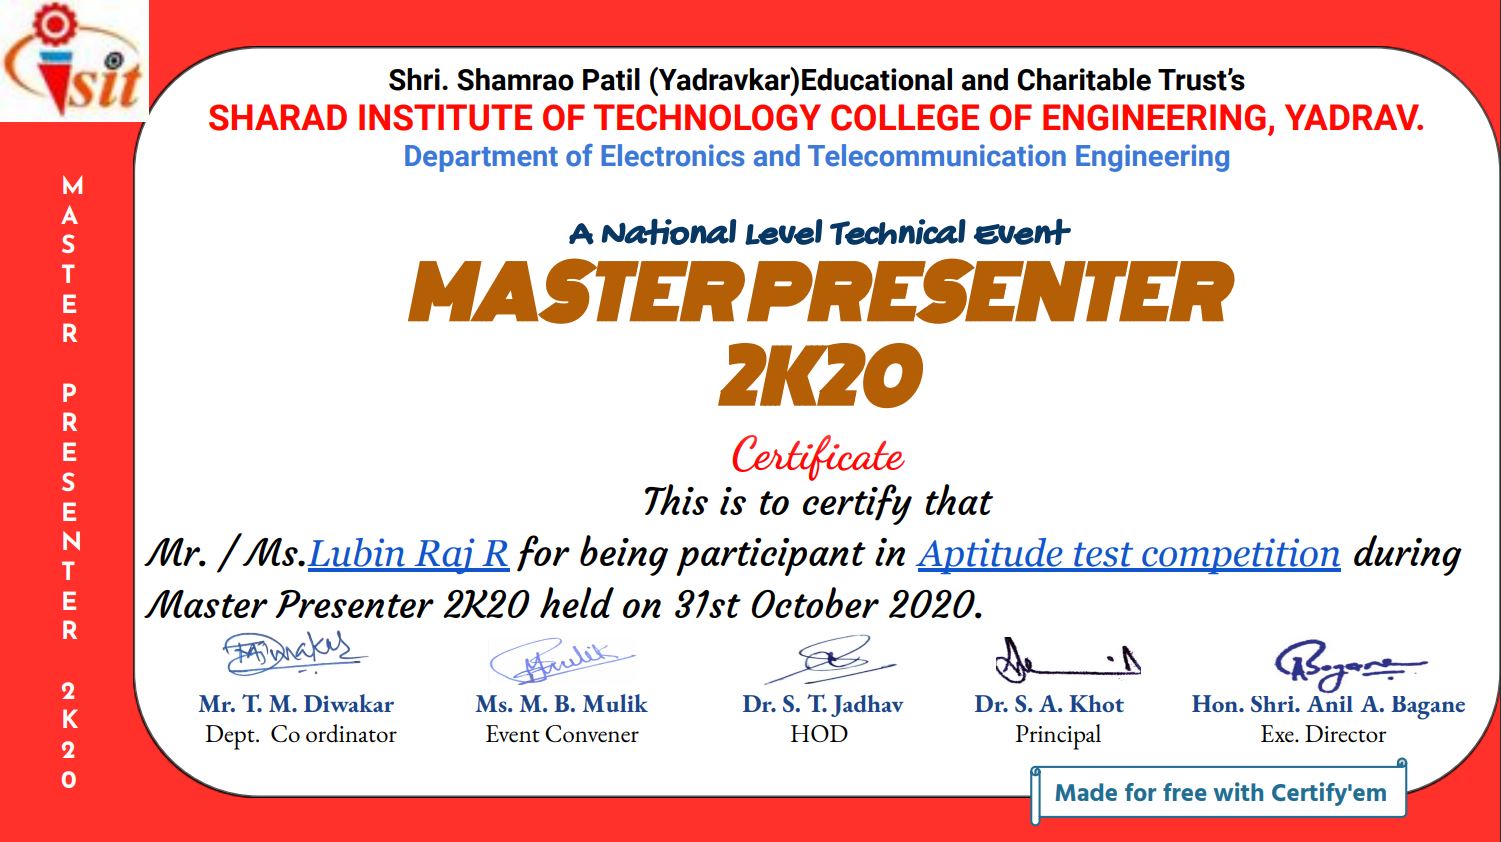 sit
Shri. Shamrao Patil (Yadravkar)Educational and Charitable Trust's
SHARAD INSTITUTE OF TECHNOLOGY COLLEGE OF ENGINEERING, YADRAV.
Department of Electronics and Telecommunication Engineering
MASTER PRESENTER 2K20
A National Level Technical Event
MASTER PRESENTER
2K20
Certificate
This is to certify that
Mr. / Ms.Lubin Raj R for being participant in Aptitude test competition during
Master Presenter 2K20 held on 31st October 2020.
Mr. T. M. Diwakar Ms. M. B. Mulik Dr. S. T. Jadhav Dr. S. A. Khot Hon. Shri. Anil A. Bagane
Dept. Co ordinator Event Convener HOD Principal Exe. Director
Made for free with Certify'em